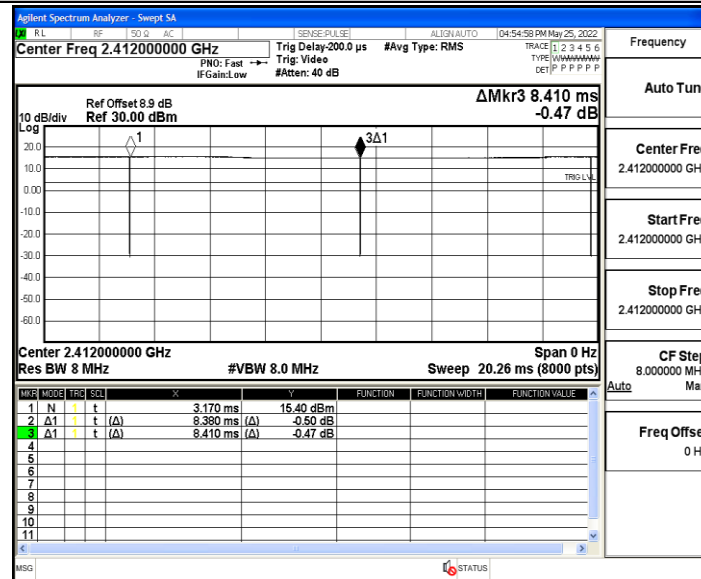 Agilent Spectrum Analyzer - Swept SA
RL RF 50 Ω AC SENSE:PULSE ALIGN AUTO 04:54:58 PM May 25, 2022
Center Freq 2.412000000 GHz
PNO: Fast
IFGain:Low
Trig Delay-200.0 µs
Trig: Video
#Atten: 40 dB
#Avg Type: RMS
TRACE 1 2 3 4 5 6
TYPE WWWWWW
DET P P P P P P
ΔMkr3 8.410 ms
-0.47 dB
Ref Offset 8.9 dB
10 dB/div Ref 30.00 dBm
Log
1
3Δ1
20.0
10.0
TRIG LVL
0.00
-10.0
-20.0
-30.0
-40.0
-50.0
-60.0
Center 2.412000000 GHz Span 0 Hz
Res BW 8 MHz #VBW 8.0 MHz Sweep 20.26 ms (8000 pts)
MKR MODE TRC SCL X Y FUNCTION FUNCTION WIDTH FUNCTION VALUE
1 N 1 t 3.170 ms 15.40 dBm
2 Δ1 1 t (Δ) 8.380 ms (Δ) -0.50 dB
3 Δ1 1 t (Δ) 8.410 ms (Δ) -0.47 dB
4
5
6
7
8
9
10
11
MSG STATUS
Frequency
Auto Tun
Center Fre
2.412000000 GH
Start Fre
2.412000000 GH
Stop Fre
2.412000000 GH
CF Step
8.000000 MH
Auto Ma
Freq Offse
0 H